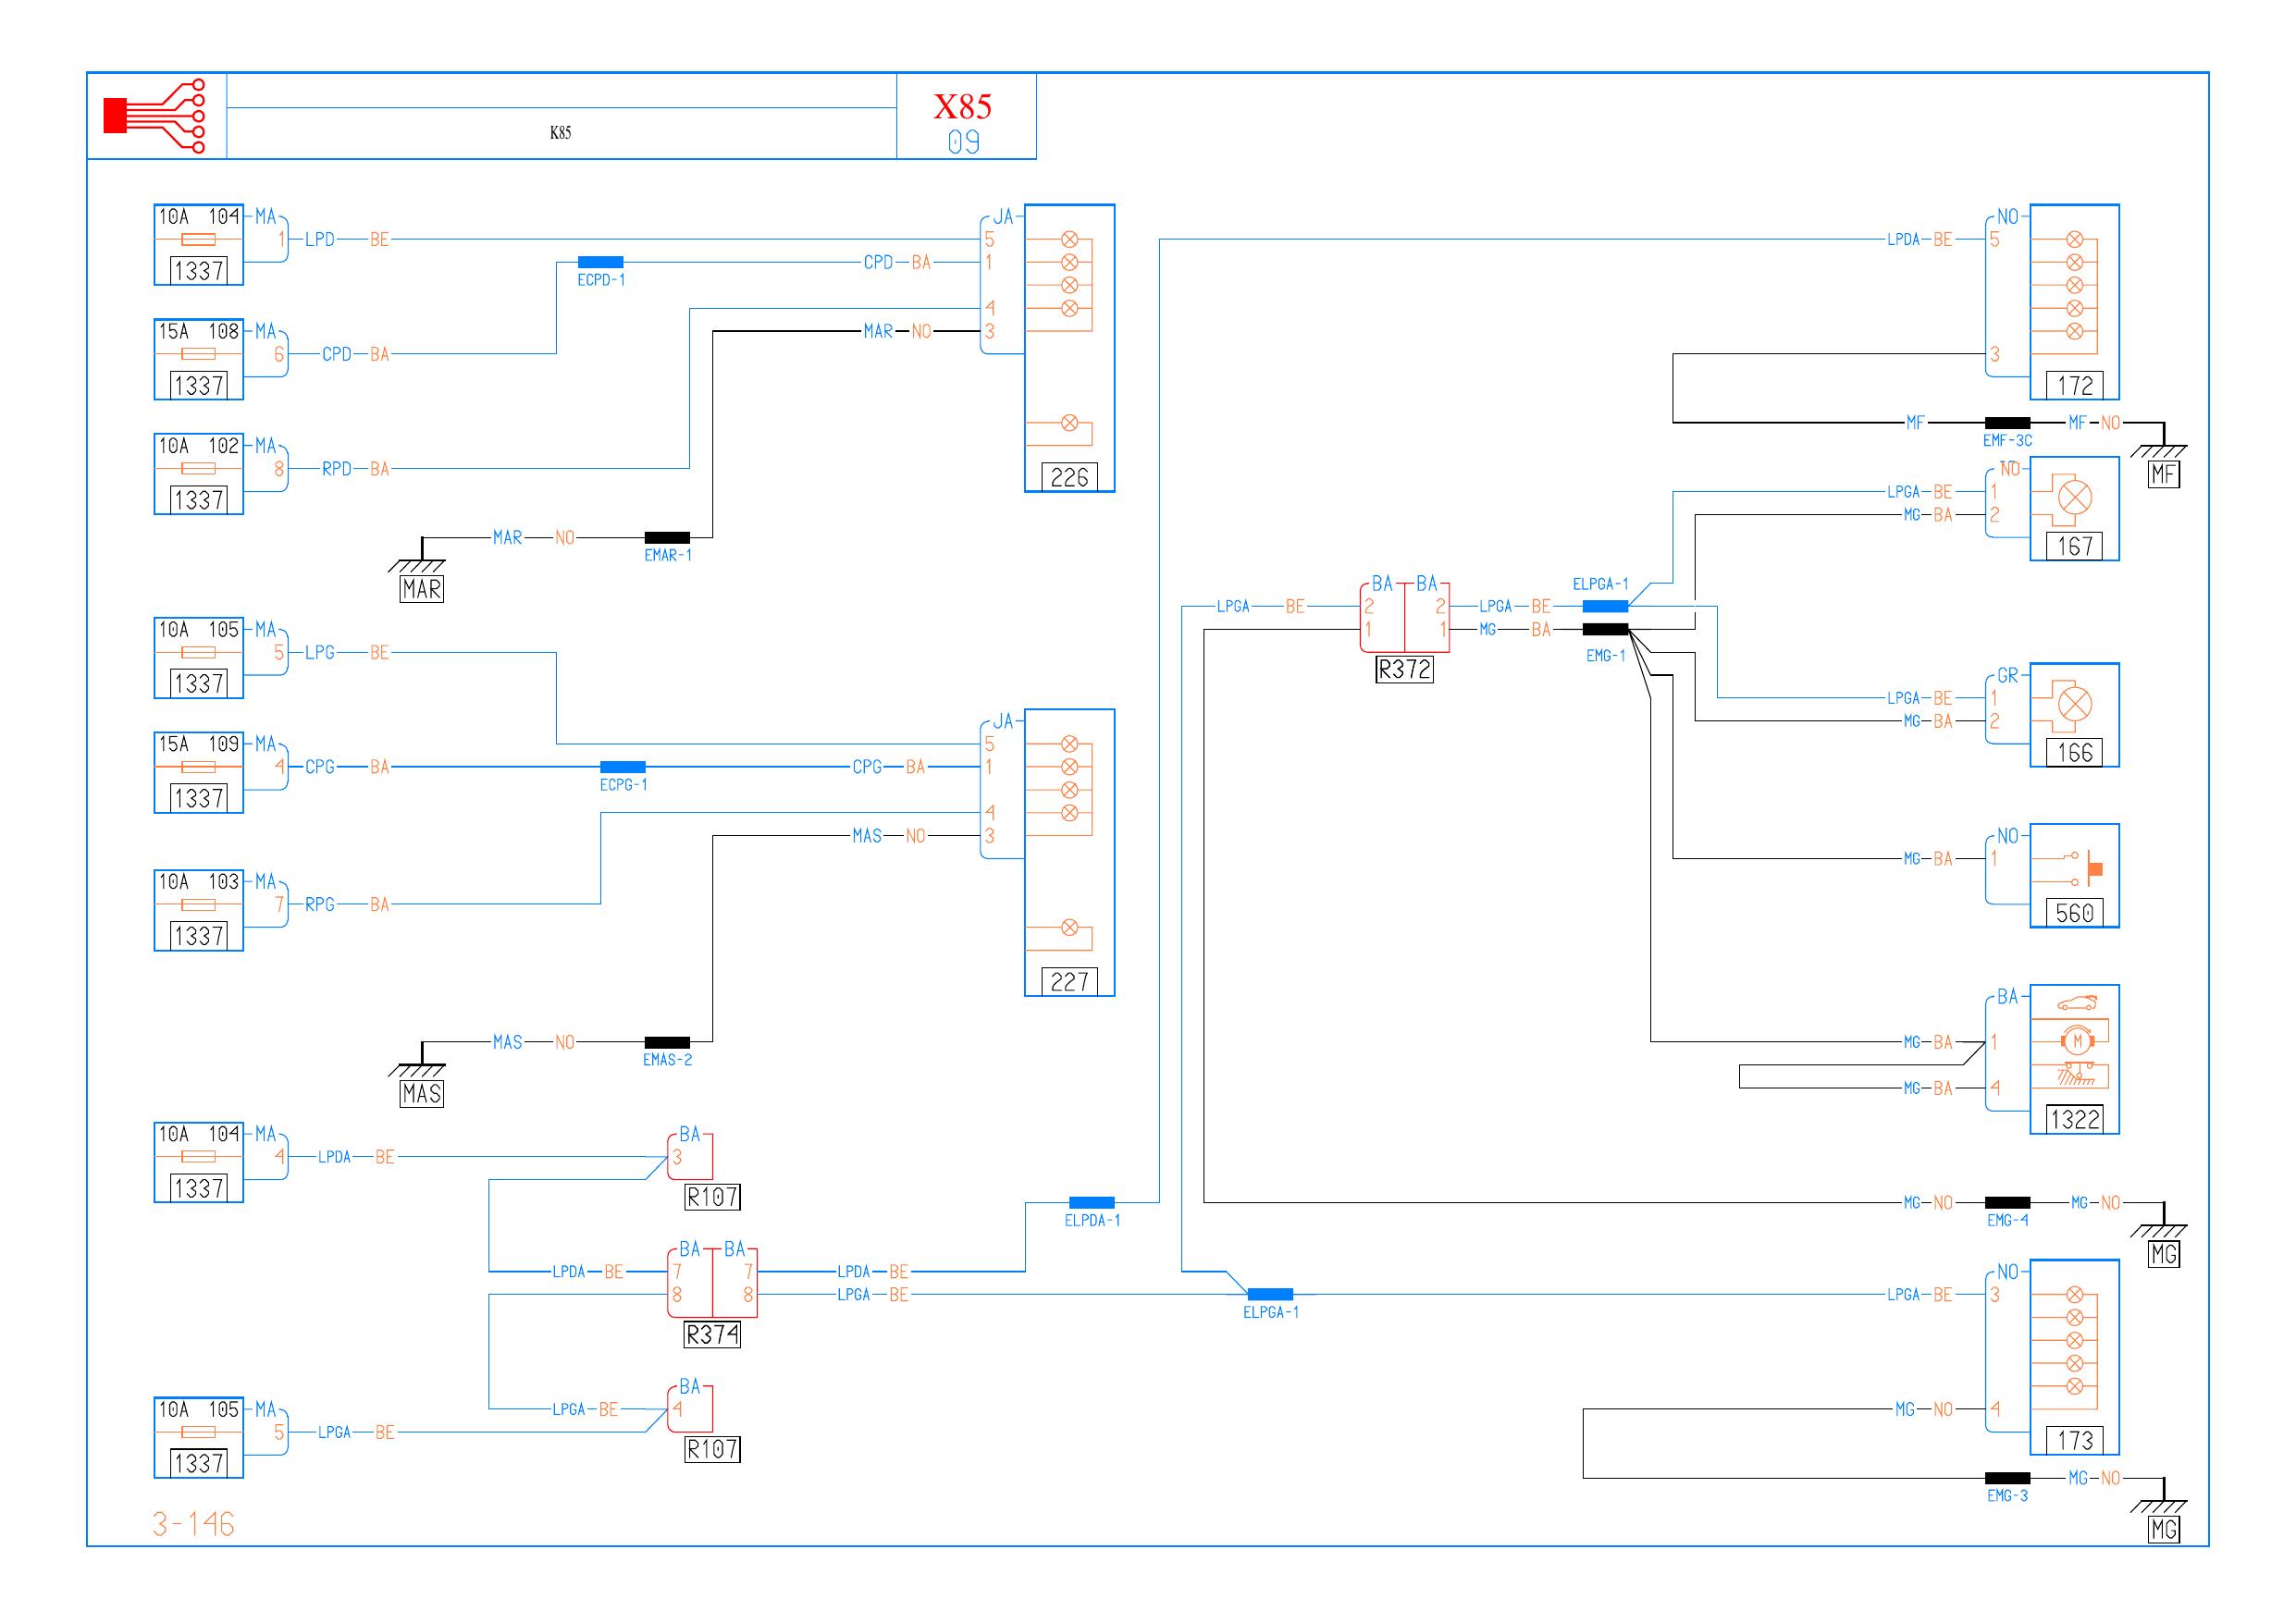 K85
X85
09
10A 104 MA
1 LPD BE
1337
15A 108 MA
6 CPD BA
1337
10A 102 MA
8 RPD BA
1337
ECPD-1
CPD BA
JA
5
1
4
MAR NO 3
226
MAR NO
EMAR-1
MAR
10A 105 MA
5 LPG BE
1337
15A 109 MA
4 CPG BA
1337
10A 103 MA
7 RPG BA
1337
ECPG-1
JA
5
CPG BA 1
4
MAS NO 3
227
MAS NO
EMAS-2
MAS
10A 104 MA
4 LPDA BE
1337
BA
3
R107
BA BA
LPDA BE 7 7 LPDA BE
8 8 LPGA BE
R374
BA
LPGA BE 4
R107
10A 105 MA
5 LPGA BE
1337
ELPDA-1
ELPGA-1
NO
LPDA BE 5
3
172
MF MF NO
EMF-3C
MF
NO
LPGA BE 1
MG BA 2
167
BA BA
LPGA BE 2 2 LPGA BE
1 1 MG BA
R372
ELPGA-1
EMG-1
GR
LPGA BE 1
MG BA 2
166
NO
MG BA 1
560
BA
MG BA 1
M
MG BA 4
1322
MG NO MG NO
EMG-4
MG
NO
LPGA BE 3
MG NO 4
173
MG NO
EMG-3
MG
3-146